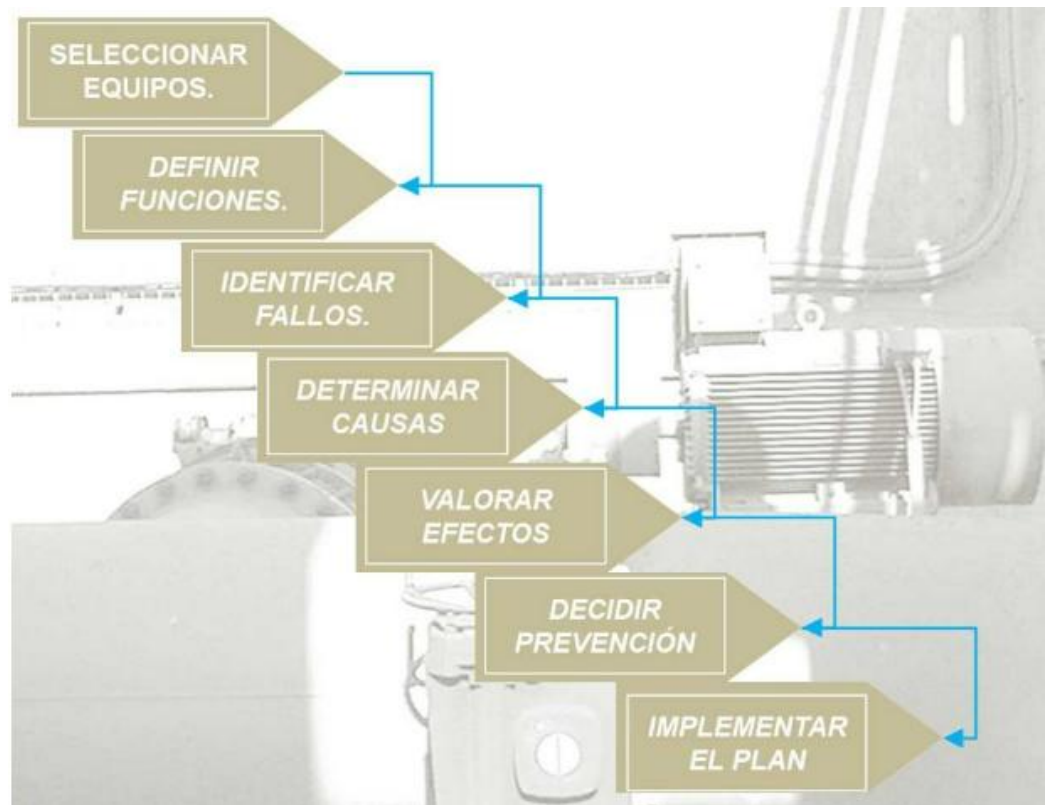 SELECCIONAR
EQUIPOS.
DEFINIR
FUNCIONES.
IDENTIFICAR
FALLOS.
DETERMINAR
CAUSAS
VALORAR
EFECTOS
DECIDIR
PREVENCIÓN
IMPLEMENTAR
EL PLAN